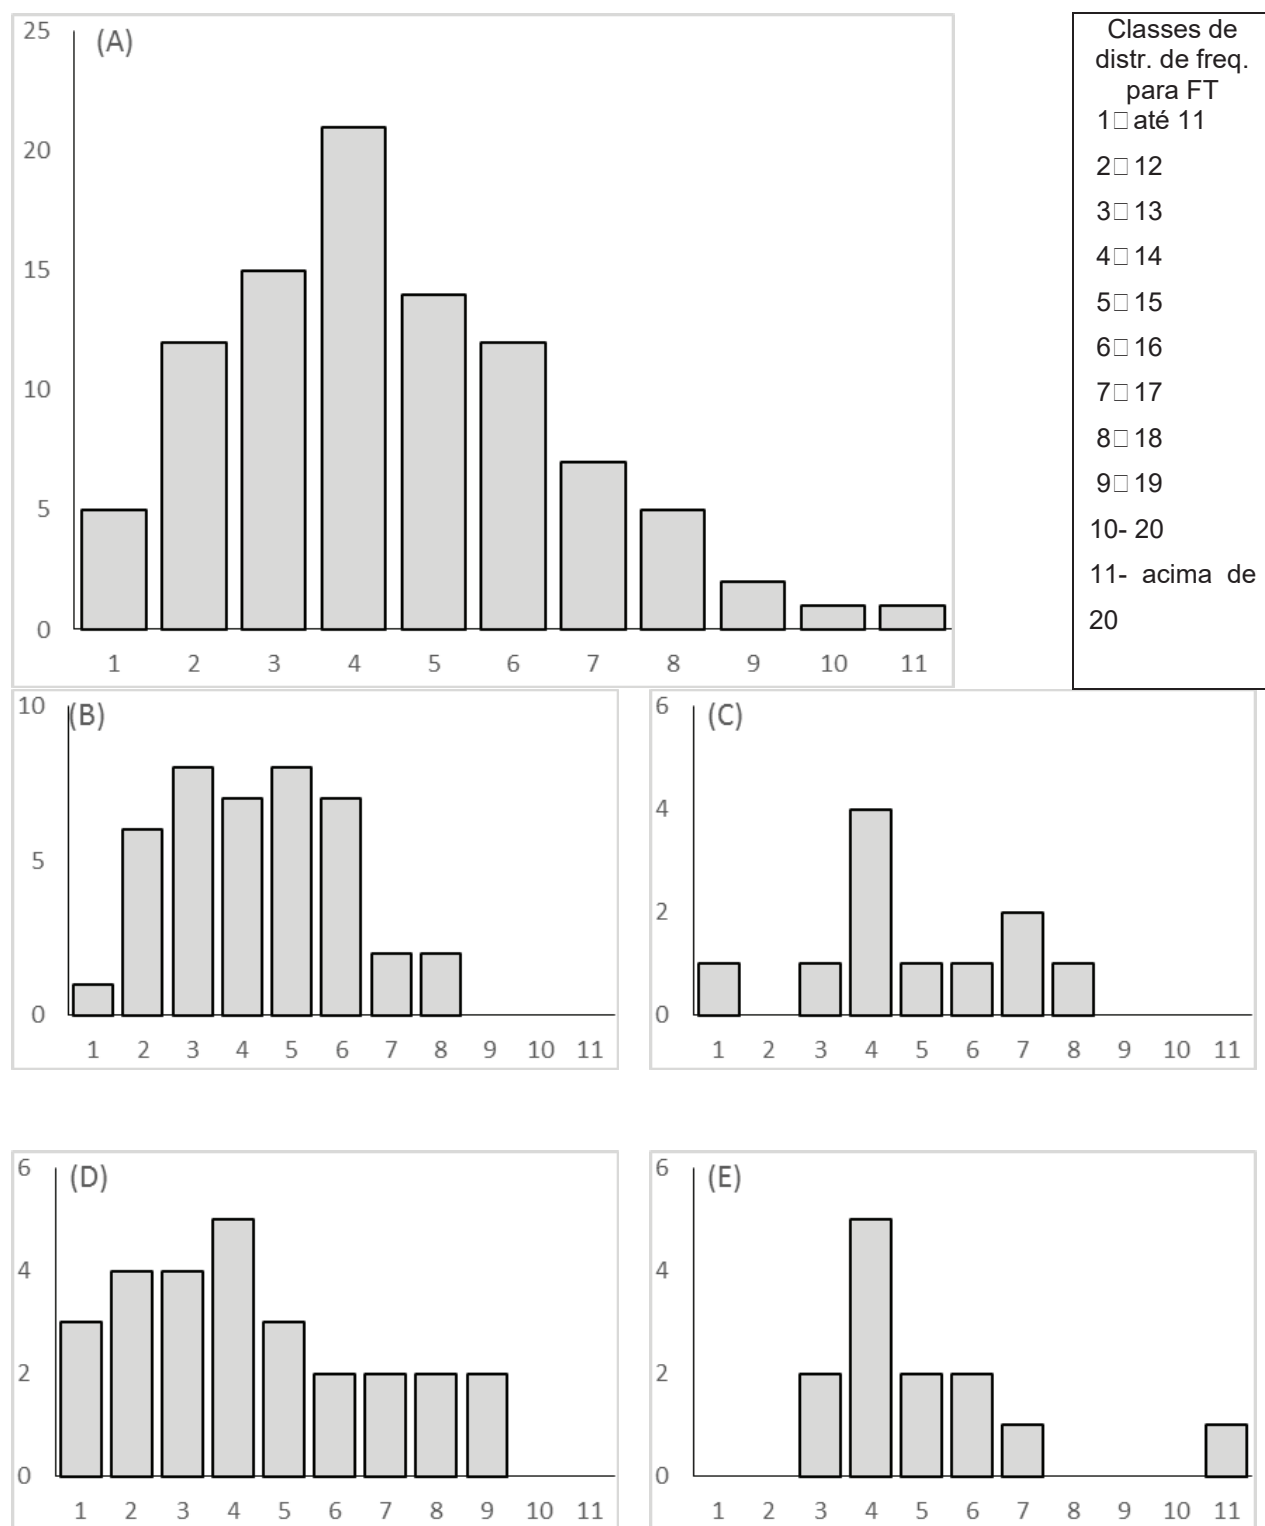 (A)
25
20
15
10
5
0
1 2 3 4 5 6 7 8 9 10 11
Classes de
distr. de freq.
para FT
1□ até 11
2□ 12
3□ 13
4□ 14
5□ 15
6□ 16
7□ 17
8□ 18
9□ 19
10- 20
11- acima de
20
(B)
10
5
0
1 2 3 4 5 6 7 8 9 10 11
(C)
6
4
2
0
1 2 3 4 5 6 7 8 9 10 11
(D)
6
4
2
0
1 2 3 4 5 6 7 8 9 10 11
(E)
6
4
2
0
1 2 3 4 5 6 7 8 9 10 11